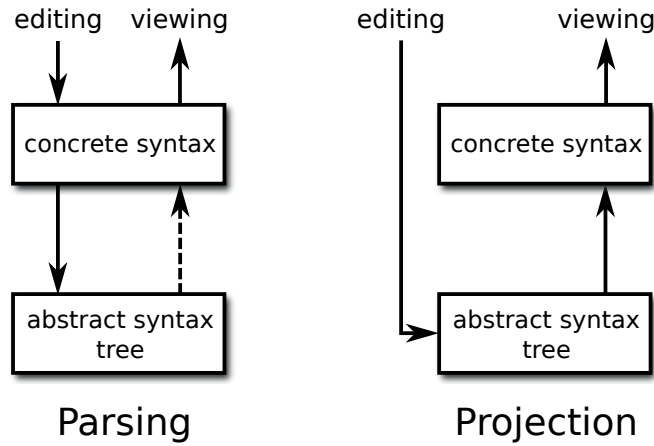 editing viewing
concrete syntax
abstract syntax
tree
Parsing
editing viewing
concrete syntax
abstract syntax
tree
Projection